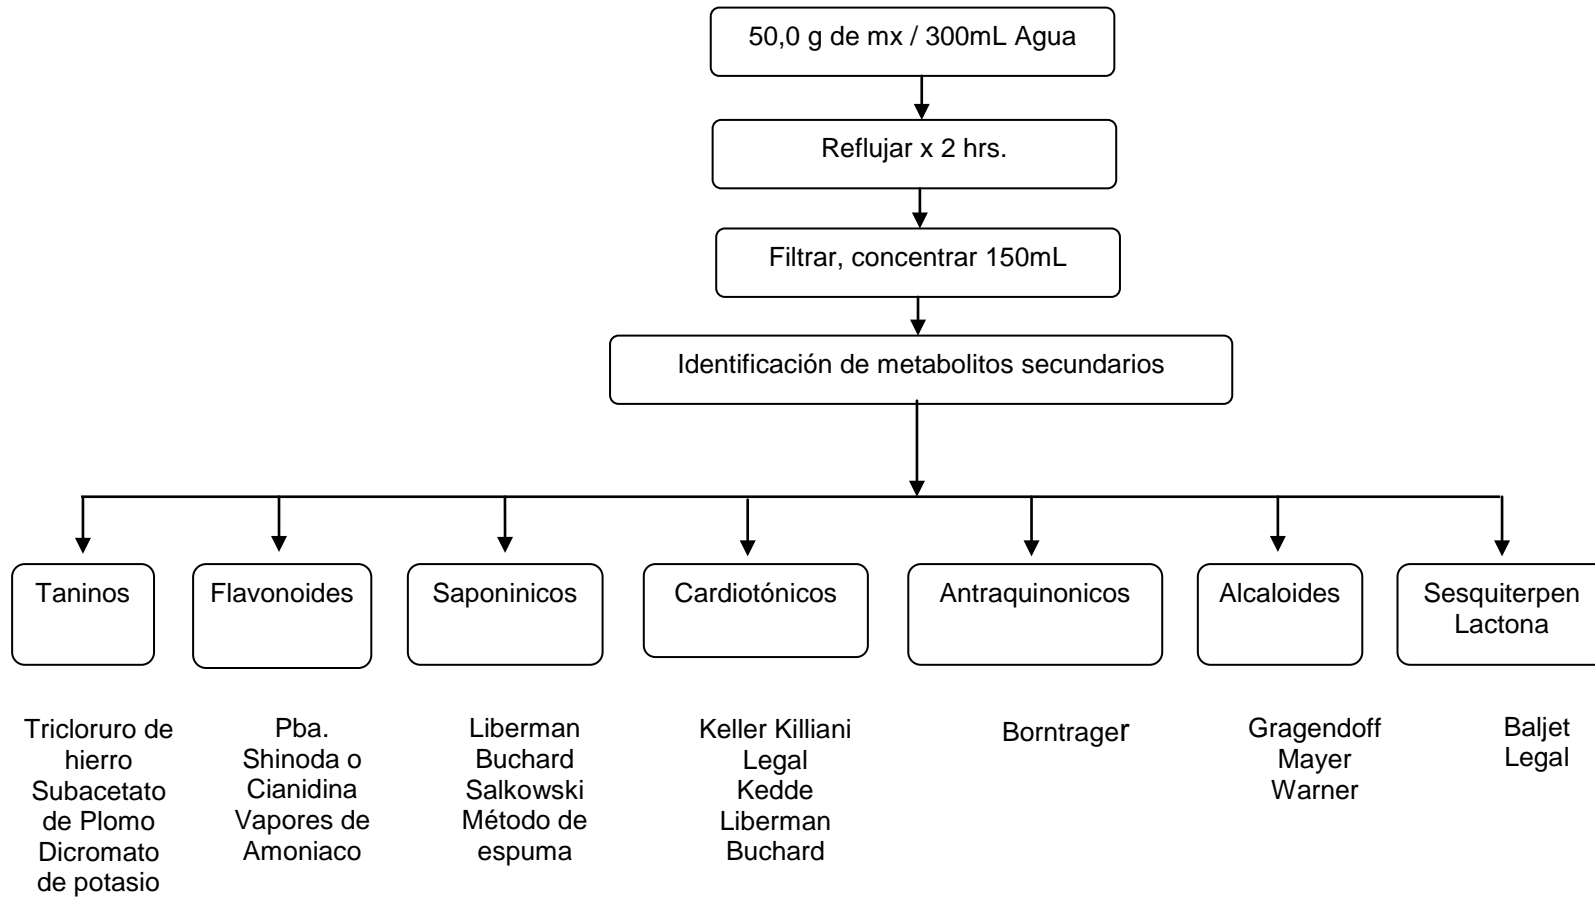 50,0 g de mx / 300mL Agua
Reflujar x 2 hrs.
Filtrar, concentrar 150mL
Identificación de metabolitos secundarios
Taninos
Flavonoides
Saponinicos
Cardiotónicos
Antraquinonicos
Alcaloides
Sesquiterpen
Lactona
Tricloruro de
hierro
Subacetato
de Plomo
Dicromato
de potasio
Pba.
Shinoda o
Cianidina
Vapores de
Amoniaco
Liberman
Buchard
Salkowski
Método de
espuma
Keller Killiani
Legal
Kedde
Liberman
Buchard
Borntrager
Gragendoff
Mayer
Warner
Baljet
Legal